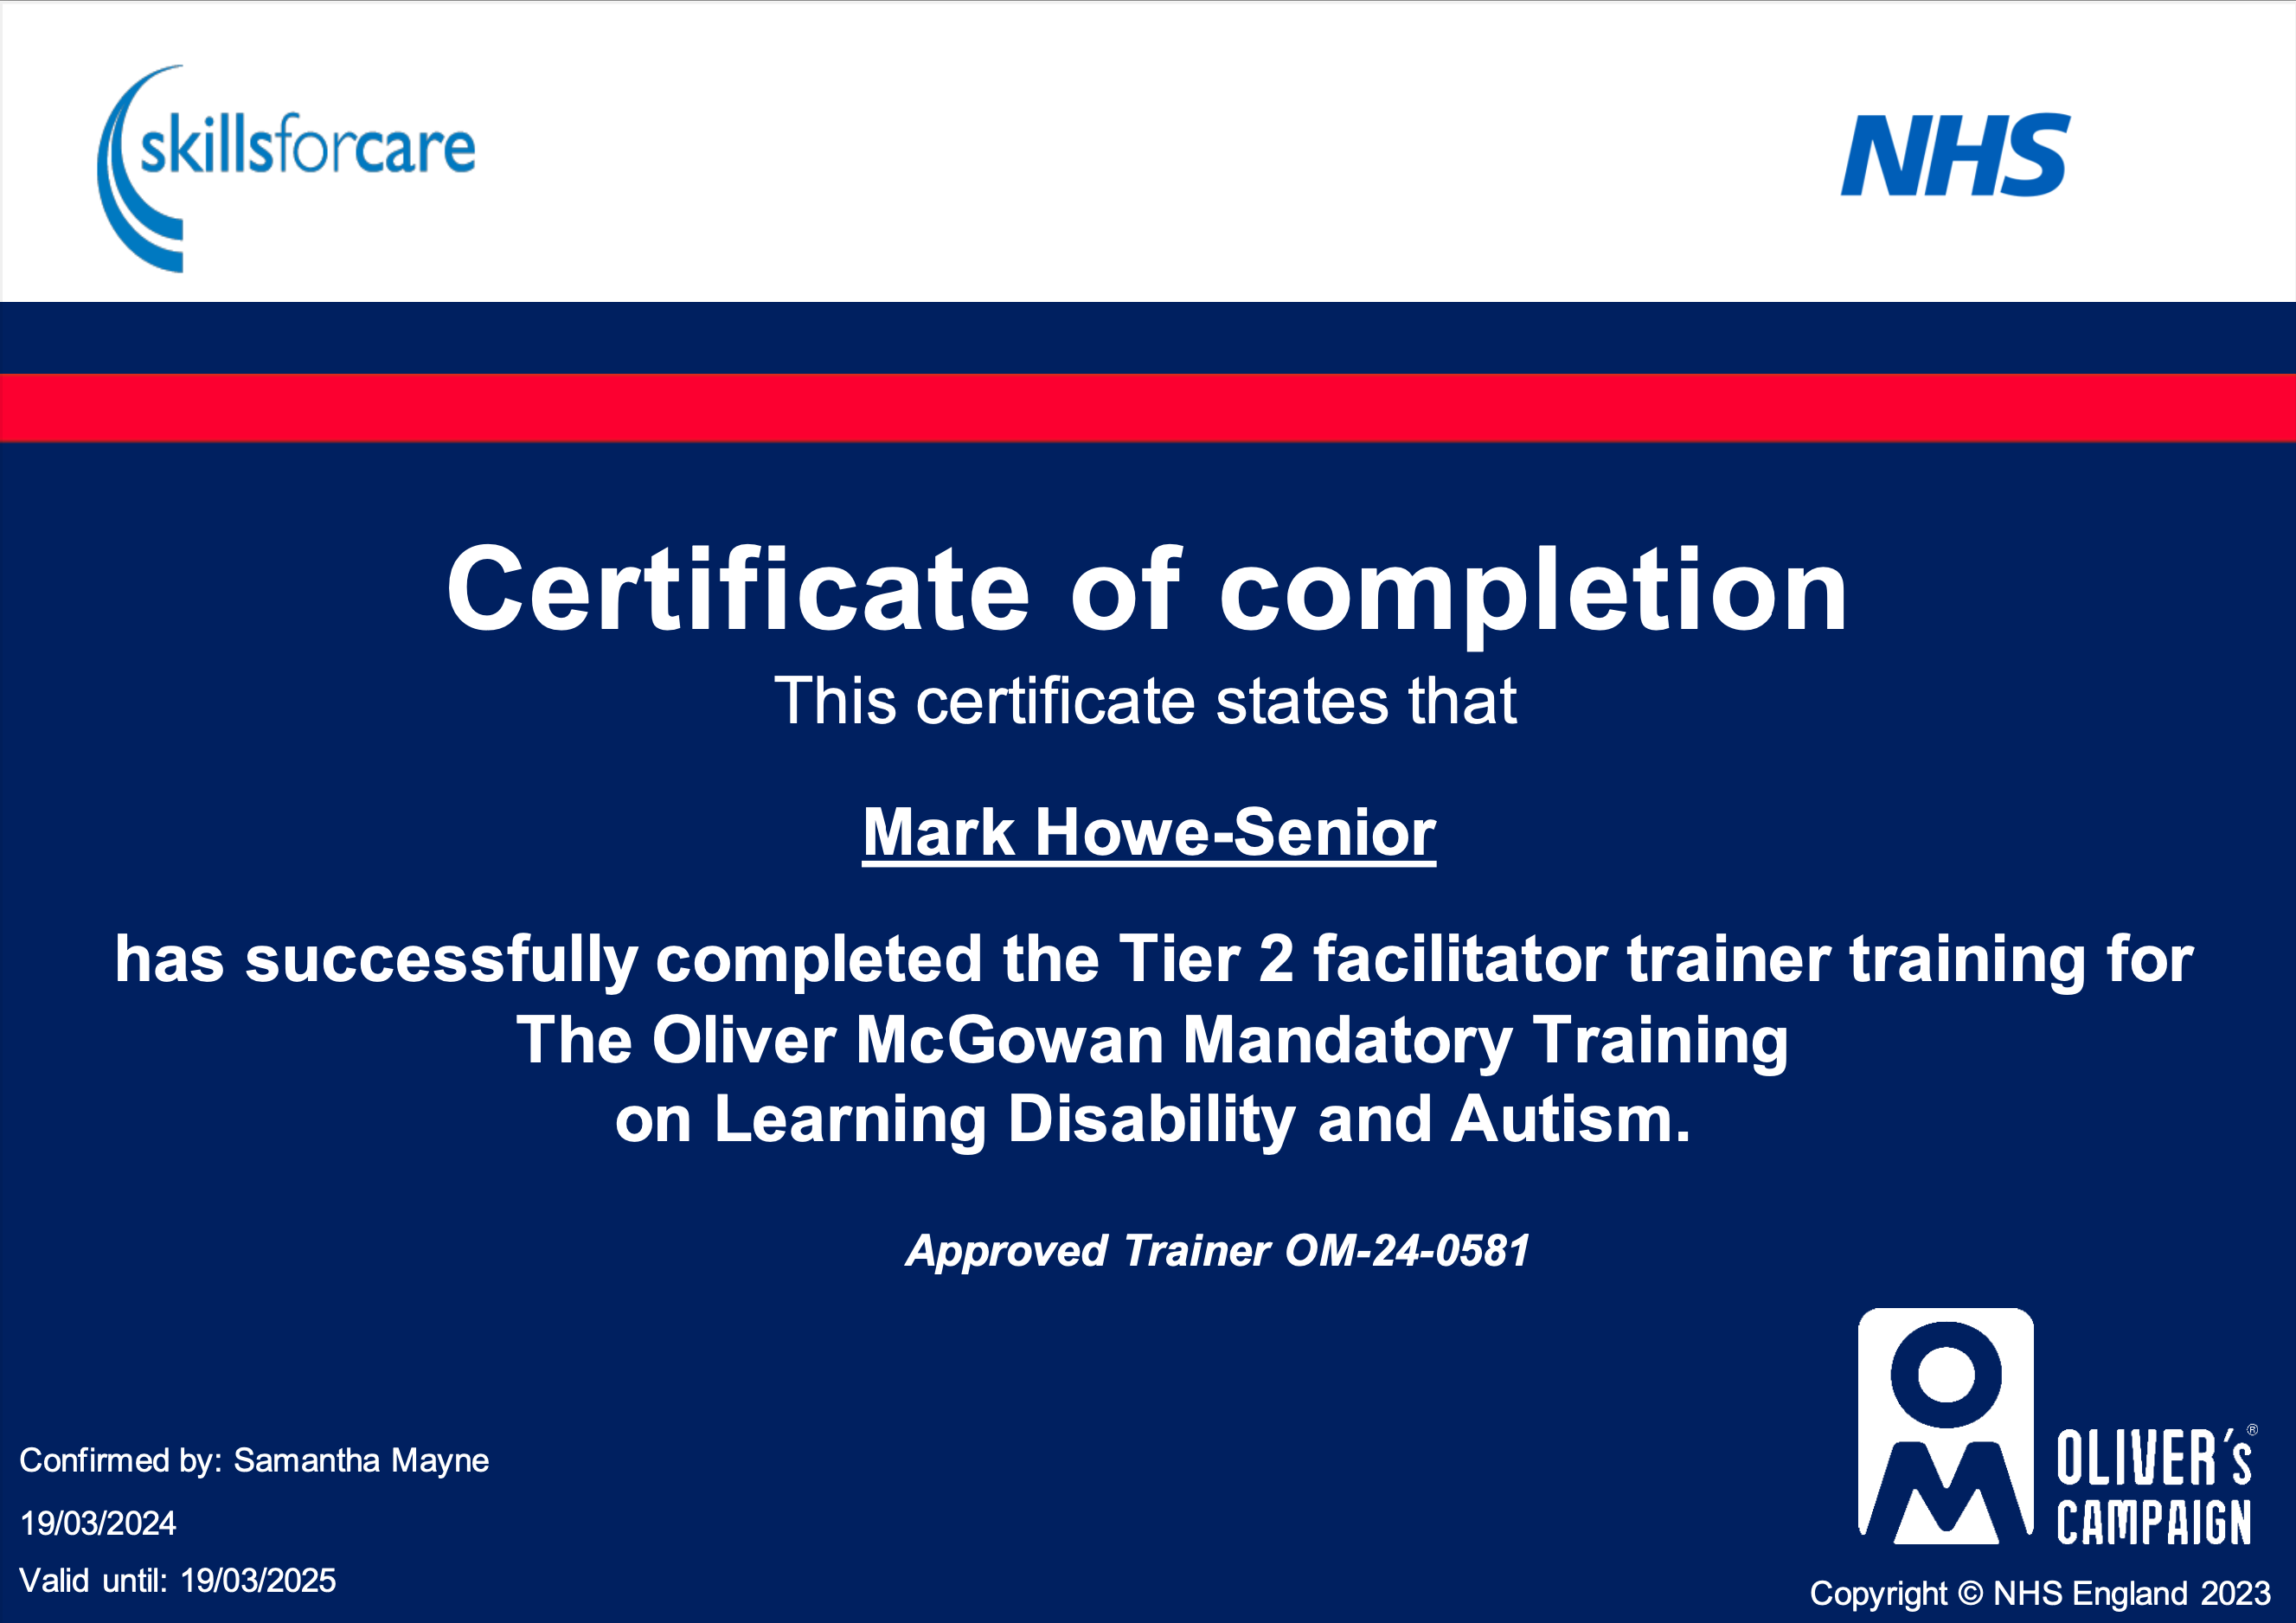 skillsforcare
NHS
Certificate of completion
This certificate states that
Mark Howe-Senior
has successfully completed the Tier 2 facilitator trainer training for
The Oliver McGowan Mandatory Training
on Learning Disability and Autism.
Approved Trainer OM-24-0581
Confirmed by: Samantha Mayne
19/03/2024
Valid until: 19/03/2025
OM
OLIVER's®
CAMPAIGN
Copyright © NHS England 2023